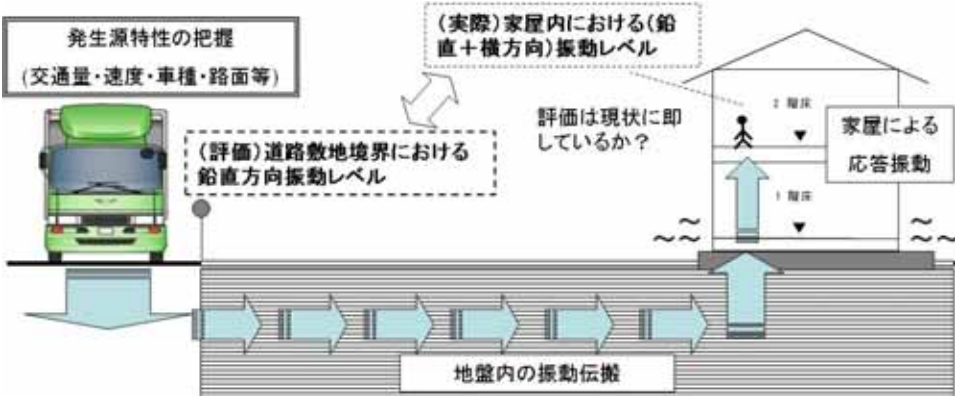 発生源特性の把握
(交通量・速度・車種・路面等)
(実際)家屋内における(鉛
直＋横方向)振動レベル
評価は現状に即
しているか？
(評価)道路敷地境界における
鉛直方向振動レベル
2 階床
家屋による
応答振動
1 階床
地盤内の振動伝搬